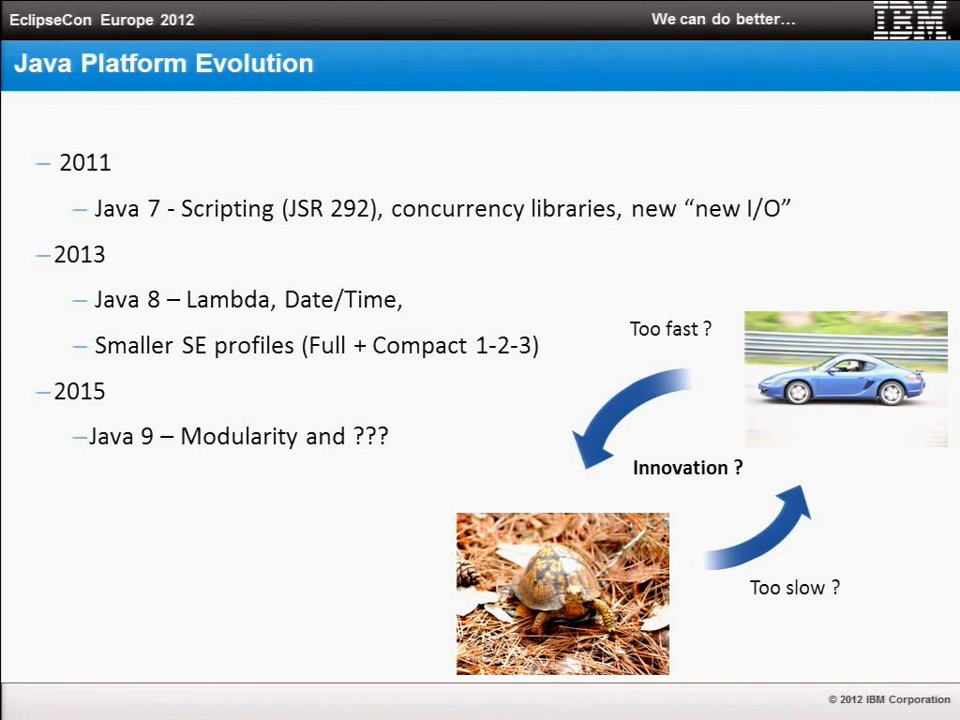 EclipseCon Europe 2012
We can do better…
IBM
Java Platform Evolution
– 2011
– Java 7 - Scripting (JSR 292), concurrency libraries, new “new I/O”
–2013
– Java 8 – Lambda, Date/Time,
– Smaller SE profiles (Full + Compact 1-2-3)
–2015
–Java 9 – Modularity and ???
Too fast ?
Innovation ?
Too slow ?
© 2012 IBM Corporation